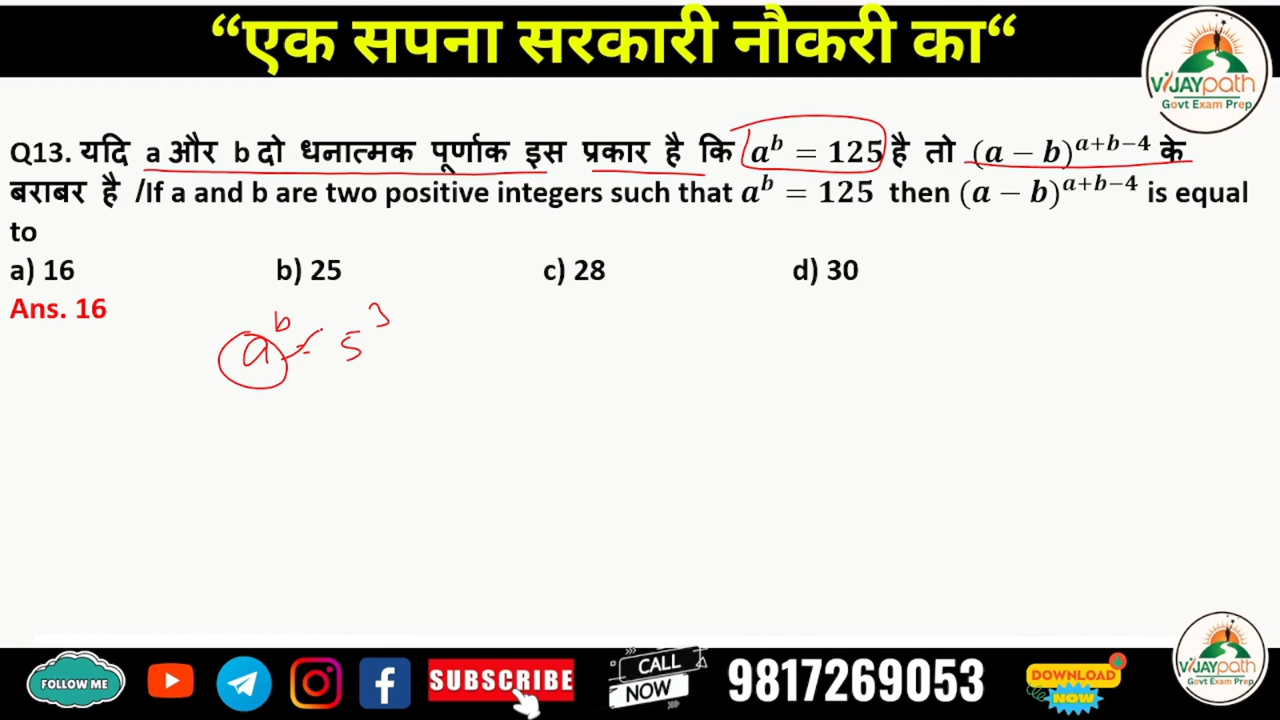 “एक सपना सरकारी नौकरी का“
VIJAYpath
Govt Exam Prep
Q13. यदि a और b दो धनात्मक पूर्णाक इस प्रकार है कि a^b = 125 है तो (a − b)^{a+b−4} के
बराबर है /If a and b are two positive integers such that a^b = 125 then (a − b)^{a+b−4} is equal
to
a) 16 b) 25 c) 28 d) 30
Ans. 16
a^b = 5^3
FOLLOW ME
SUBSCRIBE
CALL
NOW
9817269053
DOWNLOAD
NOW
VIJAYpath
Govt Exam Prep